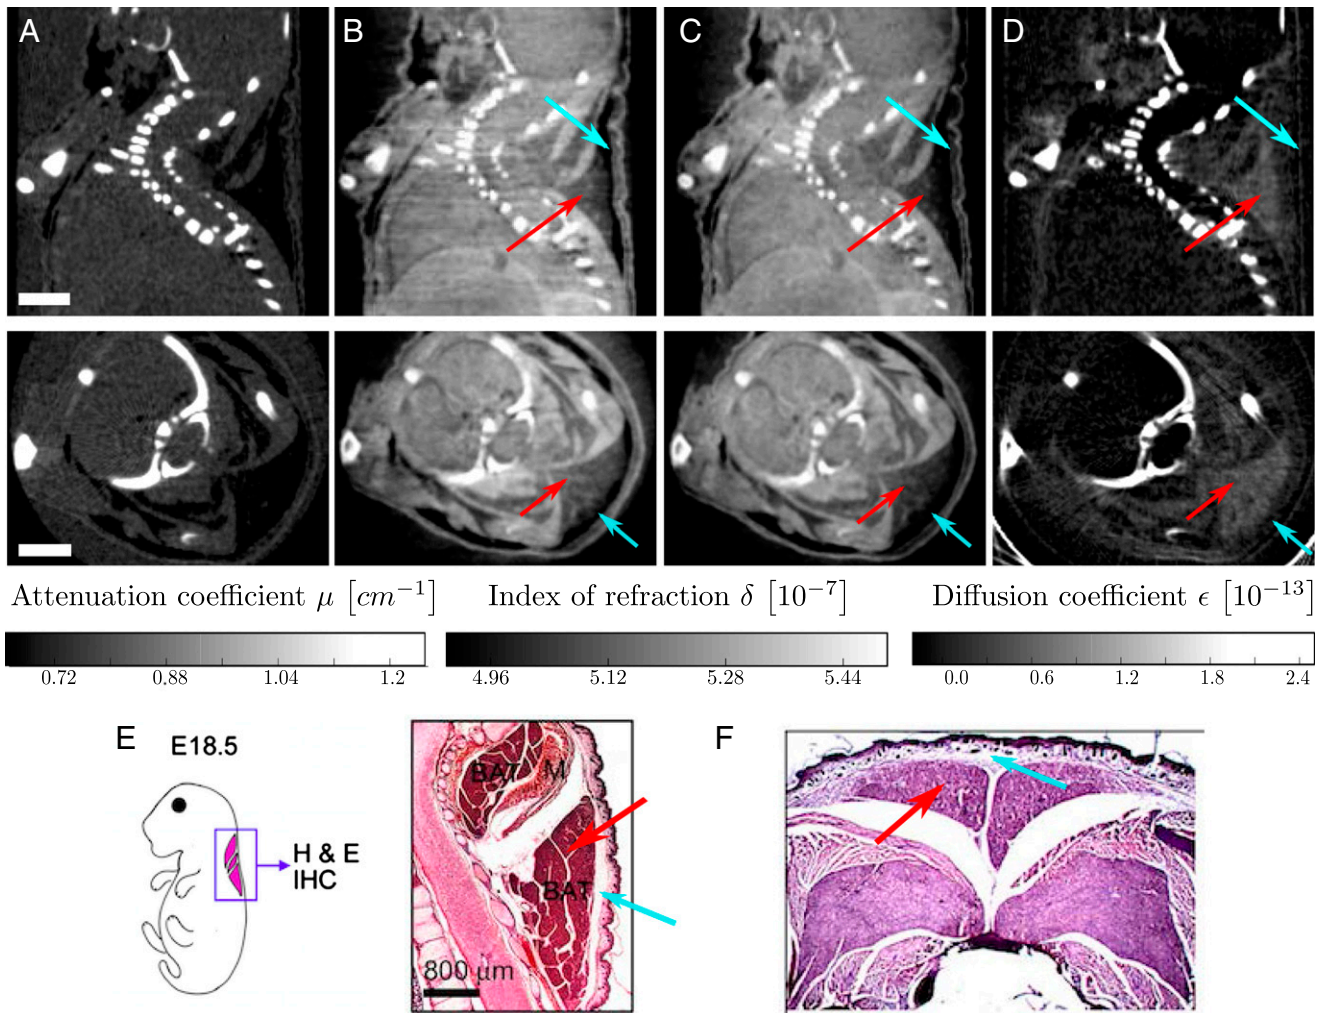 A
B
C
D
Attenuation coefficient μ [cm⁻¹]
Index of refraction δ [10⁻⁷]
Diffusion coefficient ϵ [10⁻¹³]
0.72 0.88 1.04 1.2
4.96 5.12 5.28 5.44
0.0 0.6 1.2 1.8 2.4
E
E18.5
H & E
IHC
BAT
M
BAT
800 μm
F